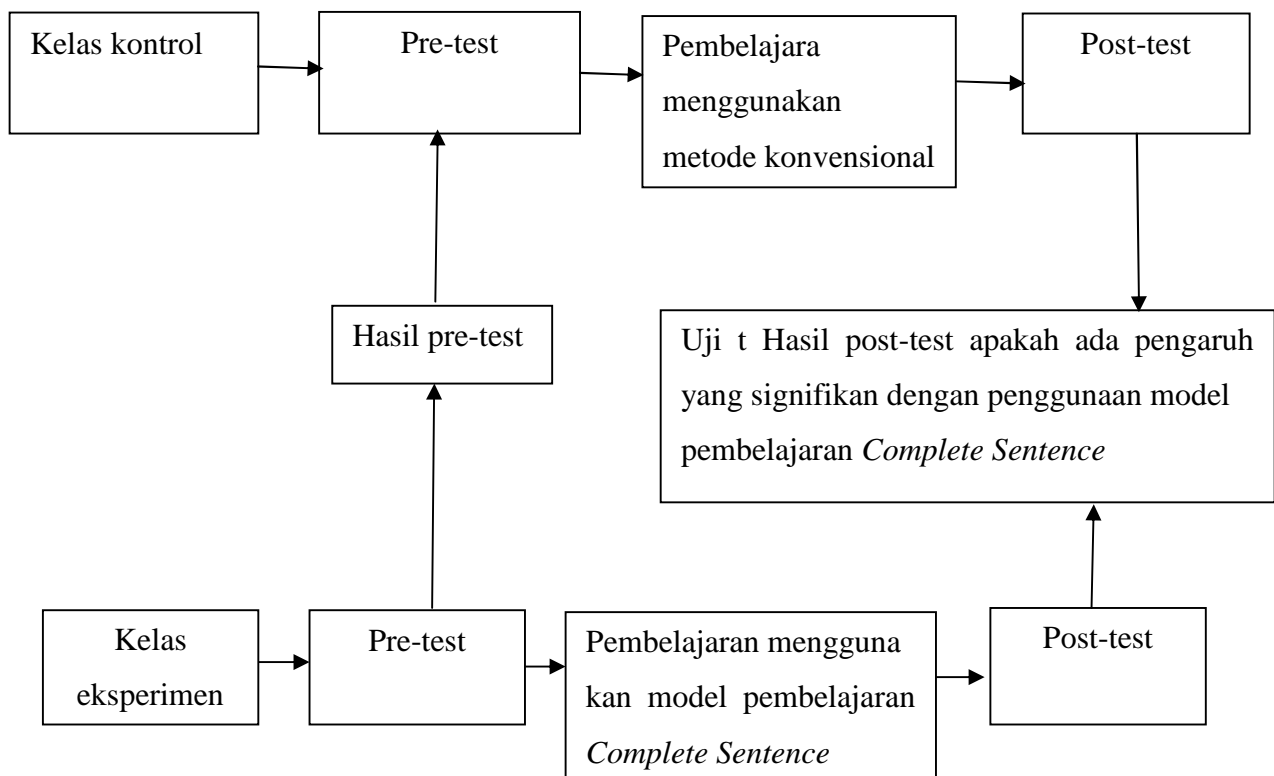 Kelas kontrol
Pre-test
Pembelajara
menggunakan
metode konvensional
Post-test
Hasil pre-test
Uji t Hasil post-test apakah ada pengaruh
yang signifikan dengan penggunaan model
pembelajaran Complete Sentence
Kelas
eksperimen
Pre-test
Pembelajaran mengguna
kan model pembelajaran
Complete Sentence
Post-test